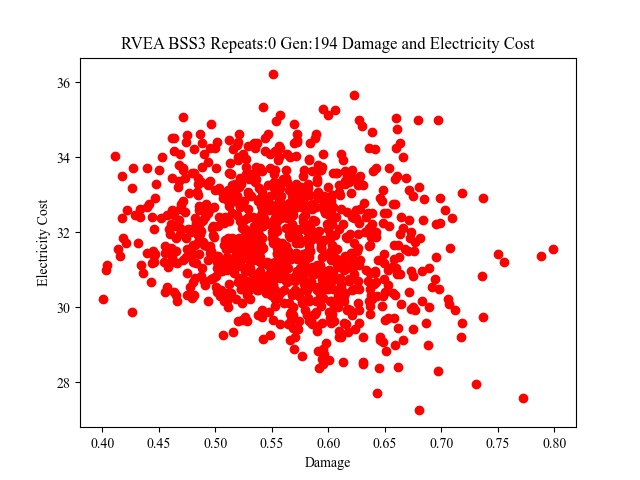 RVEA BSS3 Repeats:0 Gen:194 Damage and Electricity Cost
36
34
32
30
28
Electricity Cost
0.40 0.45 0.50 0.55 0.60 0.65 0.70 0.75 0.80
Damage